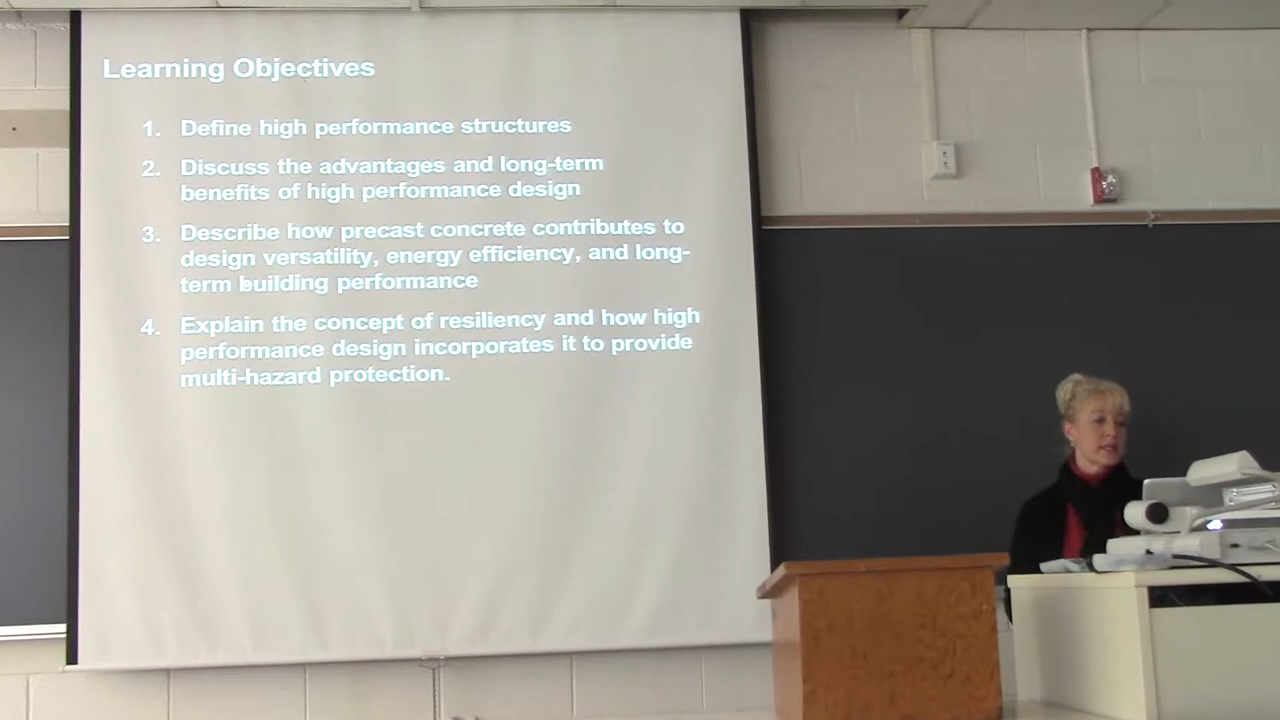 Learning Objectives
1. Define high performance structures
2. Discuss the advantages and long-term
benefits of high performance design
3. Describe how precast concrete contributes to
design versatility, energy efficiency, and long-
term building performance
4. Explain the concept of resiliency and how high
performance design incorporates it to provide
multi-hazard protection.